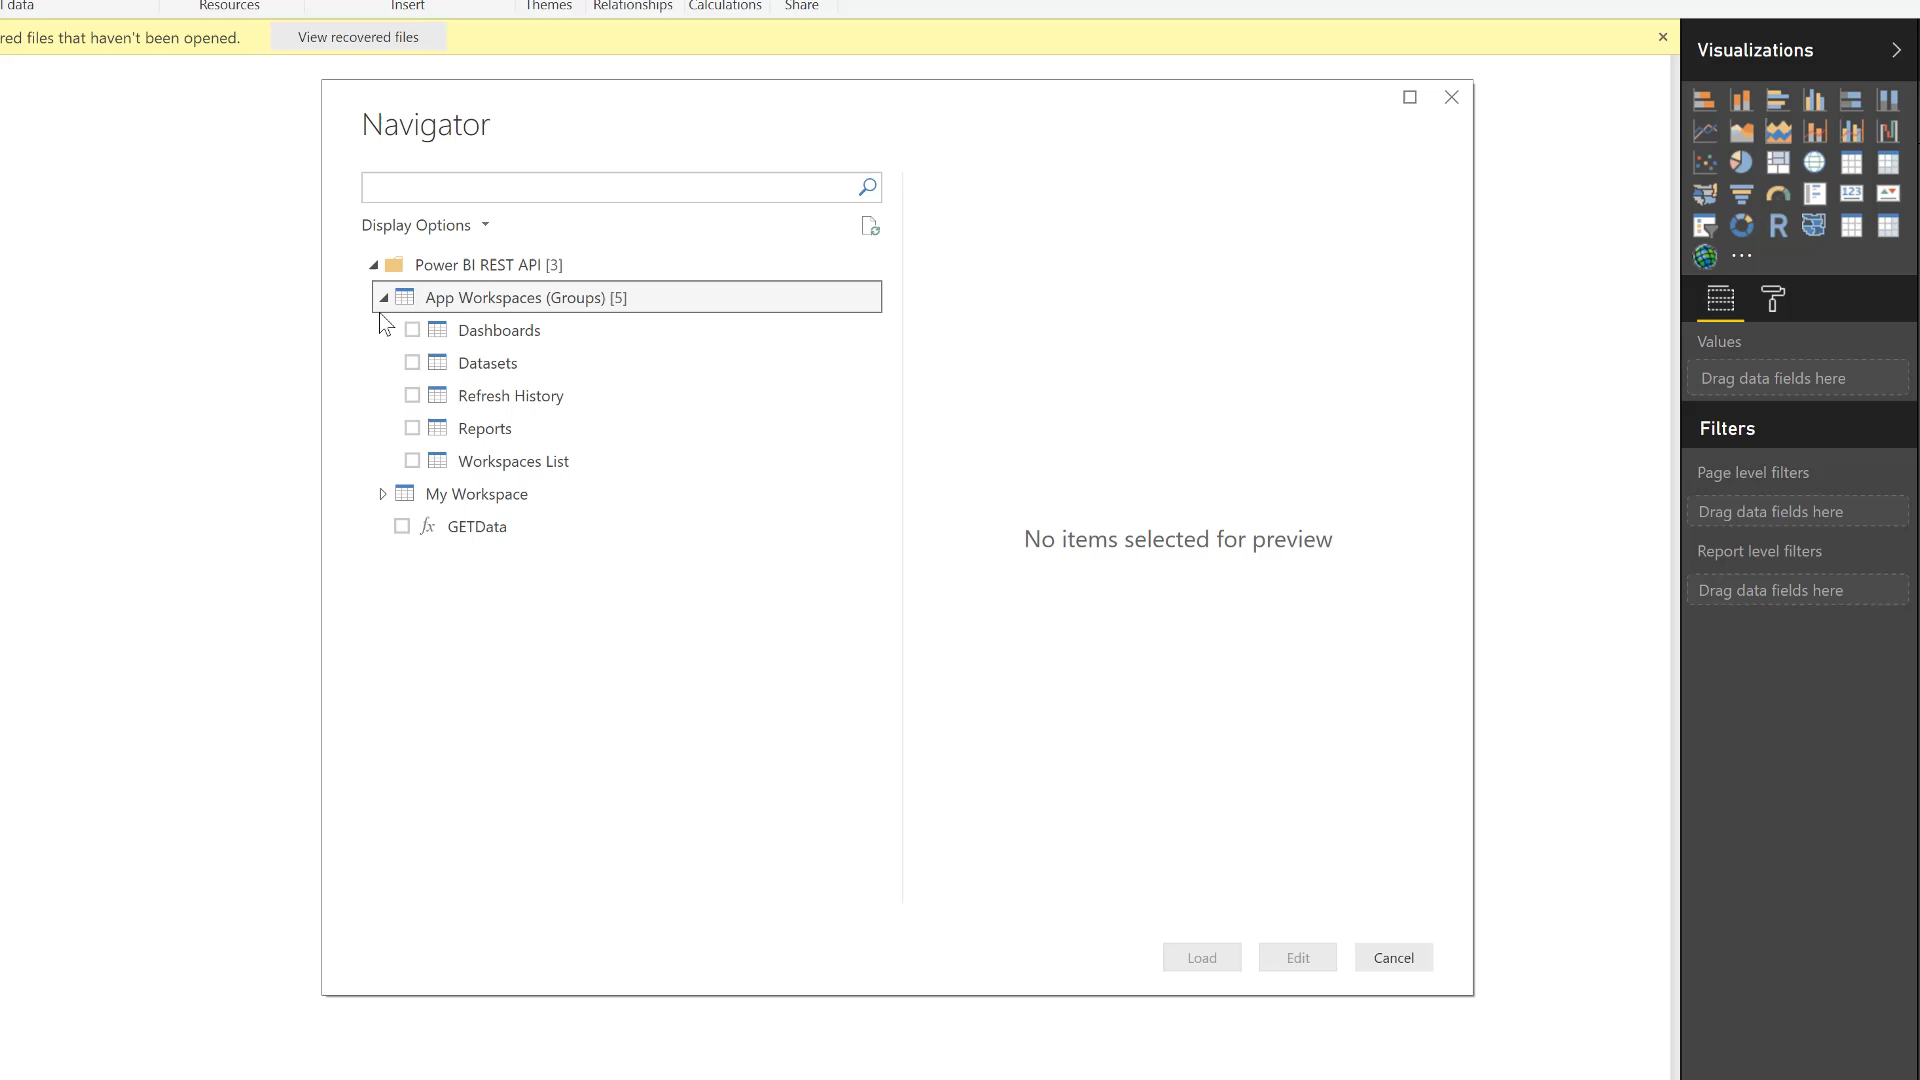 l data
Resources
Insert
Themes
Relationships
Calculations
Share
red files that haven't been opened.
View recovered files
Visualizations
Navigator
Display Options
Power BI REST API [3]
App Workspaces (Groups) [5]
Dashboards
Datasets
Refresh History
Reports
Workspaces List
My Workspace
fx GETData
No items selected for preview
Load
Edit
Cancel
123
R
Values
Drag data fields here
Filters
Page level filters
Drag data fields here
Report level filters
Drag data fields here